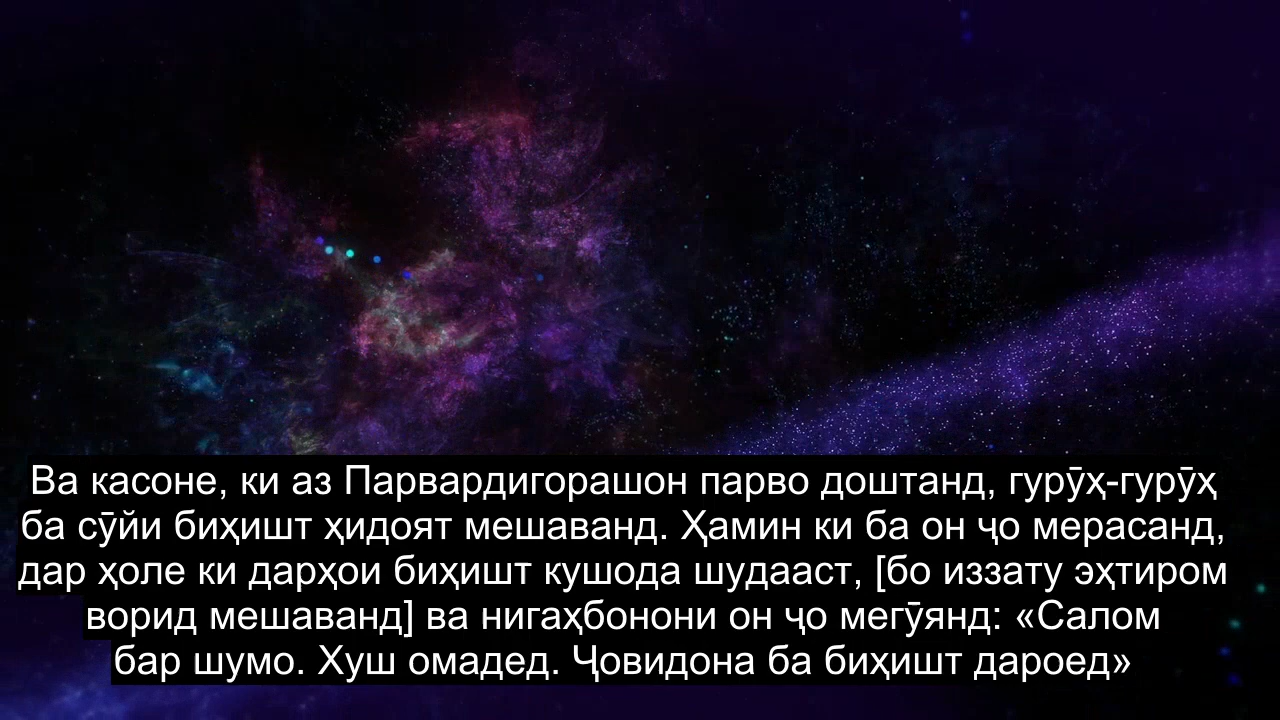 Ва касоне, ки аз Парвардигорашон парво доштанд, гурӯҳ-гурӯҳ
ба сӯйи биҳишт ҳидоят мешаванд. Ҳамин ки ба он ҷо мерасанд,
дар ҳоле ки дарҳои биҳишт кушода шудааст, [бо иззату эҳтиром
ворид мешаванд] ва нигаҳбонони он ҷо мегӯянд: «Салом
бар шумо. Хуш омадед. Ҷовидона ба биҳишт дароед»